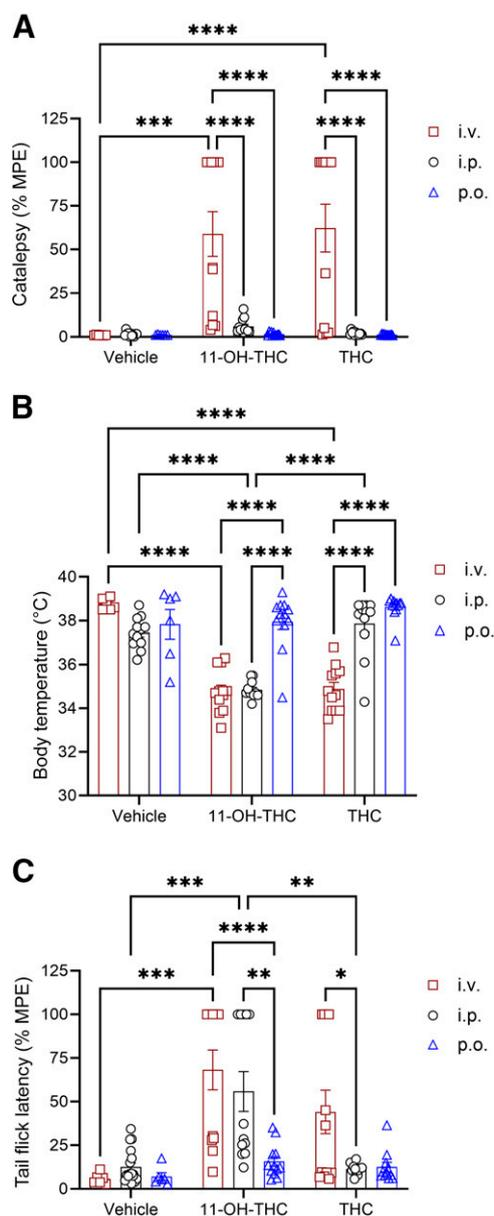 A
****
**** ****
*** **** ****
125
100
75
50
25
0
Catalepsy (% MPE)
i.v.
i.p.
p.o.
Vehicle 11-OH-THC THC
B
****
**** ****
**** ****
**** **** ****
40
38
36
34
32
30
Body temperature (°C)
i.v.
i.p.
p.o.
Vehicle 11-OH-THC THC
C
*** **
****
*** ** *
125
100
75
50
25
0
Tail flick latency (% MPE)
i.v.
i.p.
p.o.
Vehicle 11-OH-THC THC